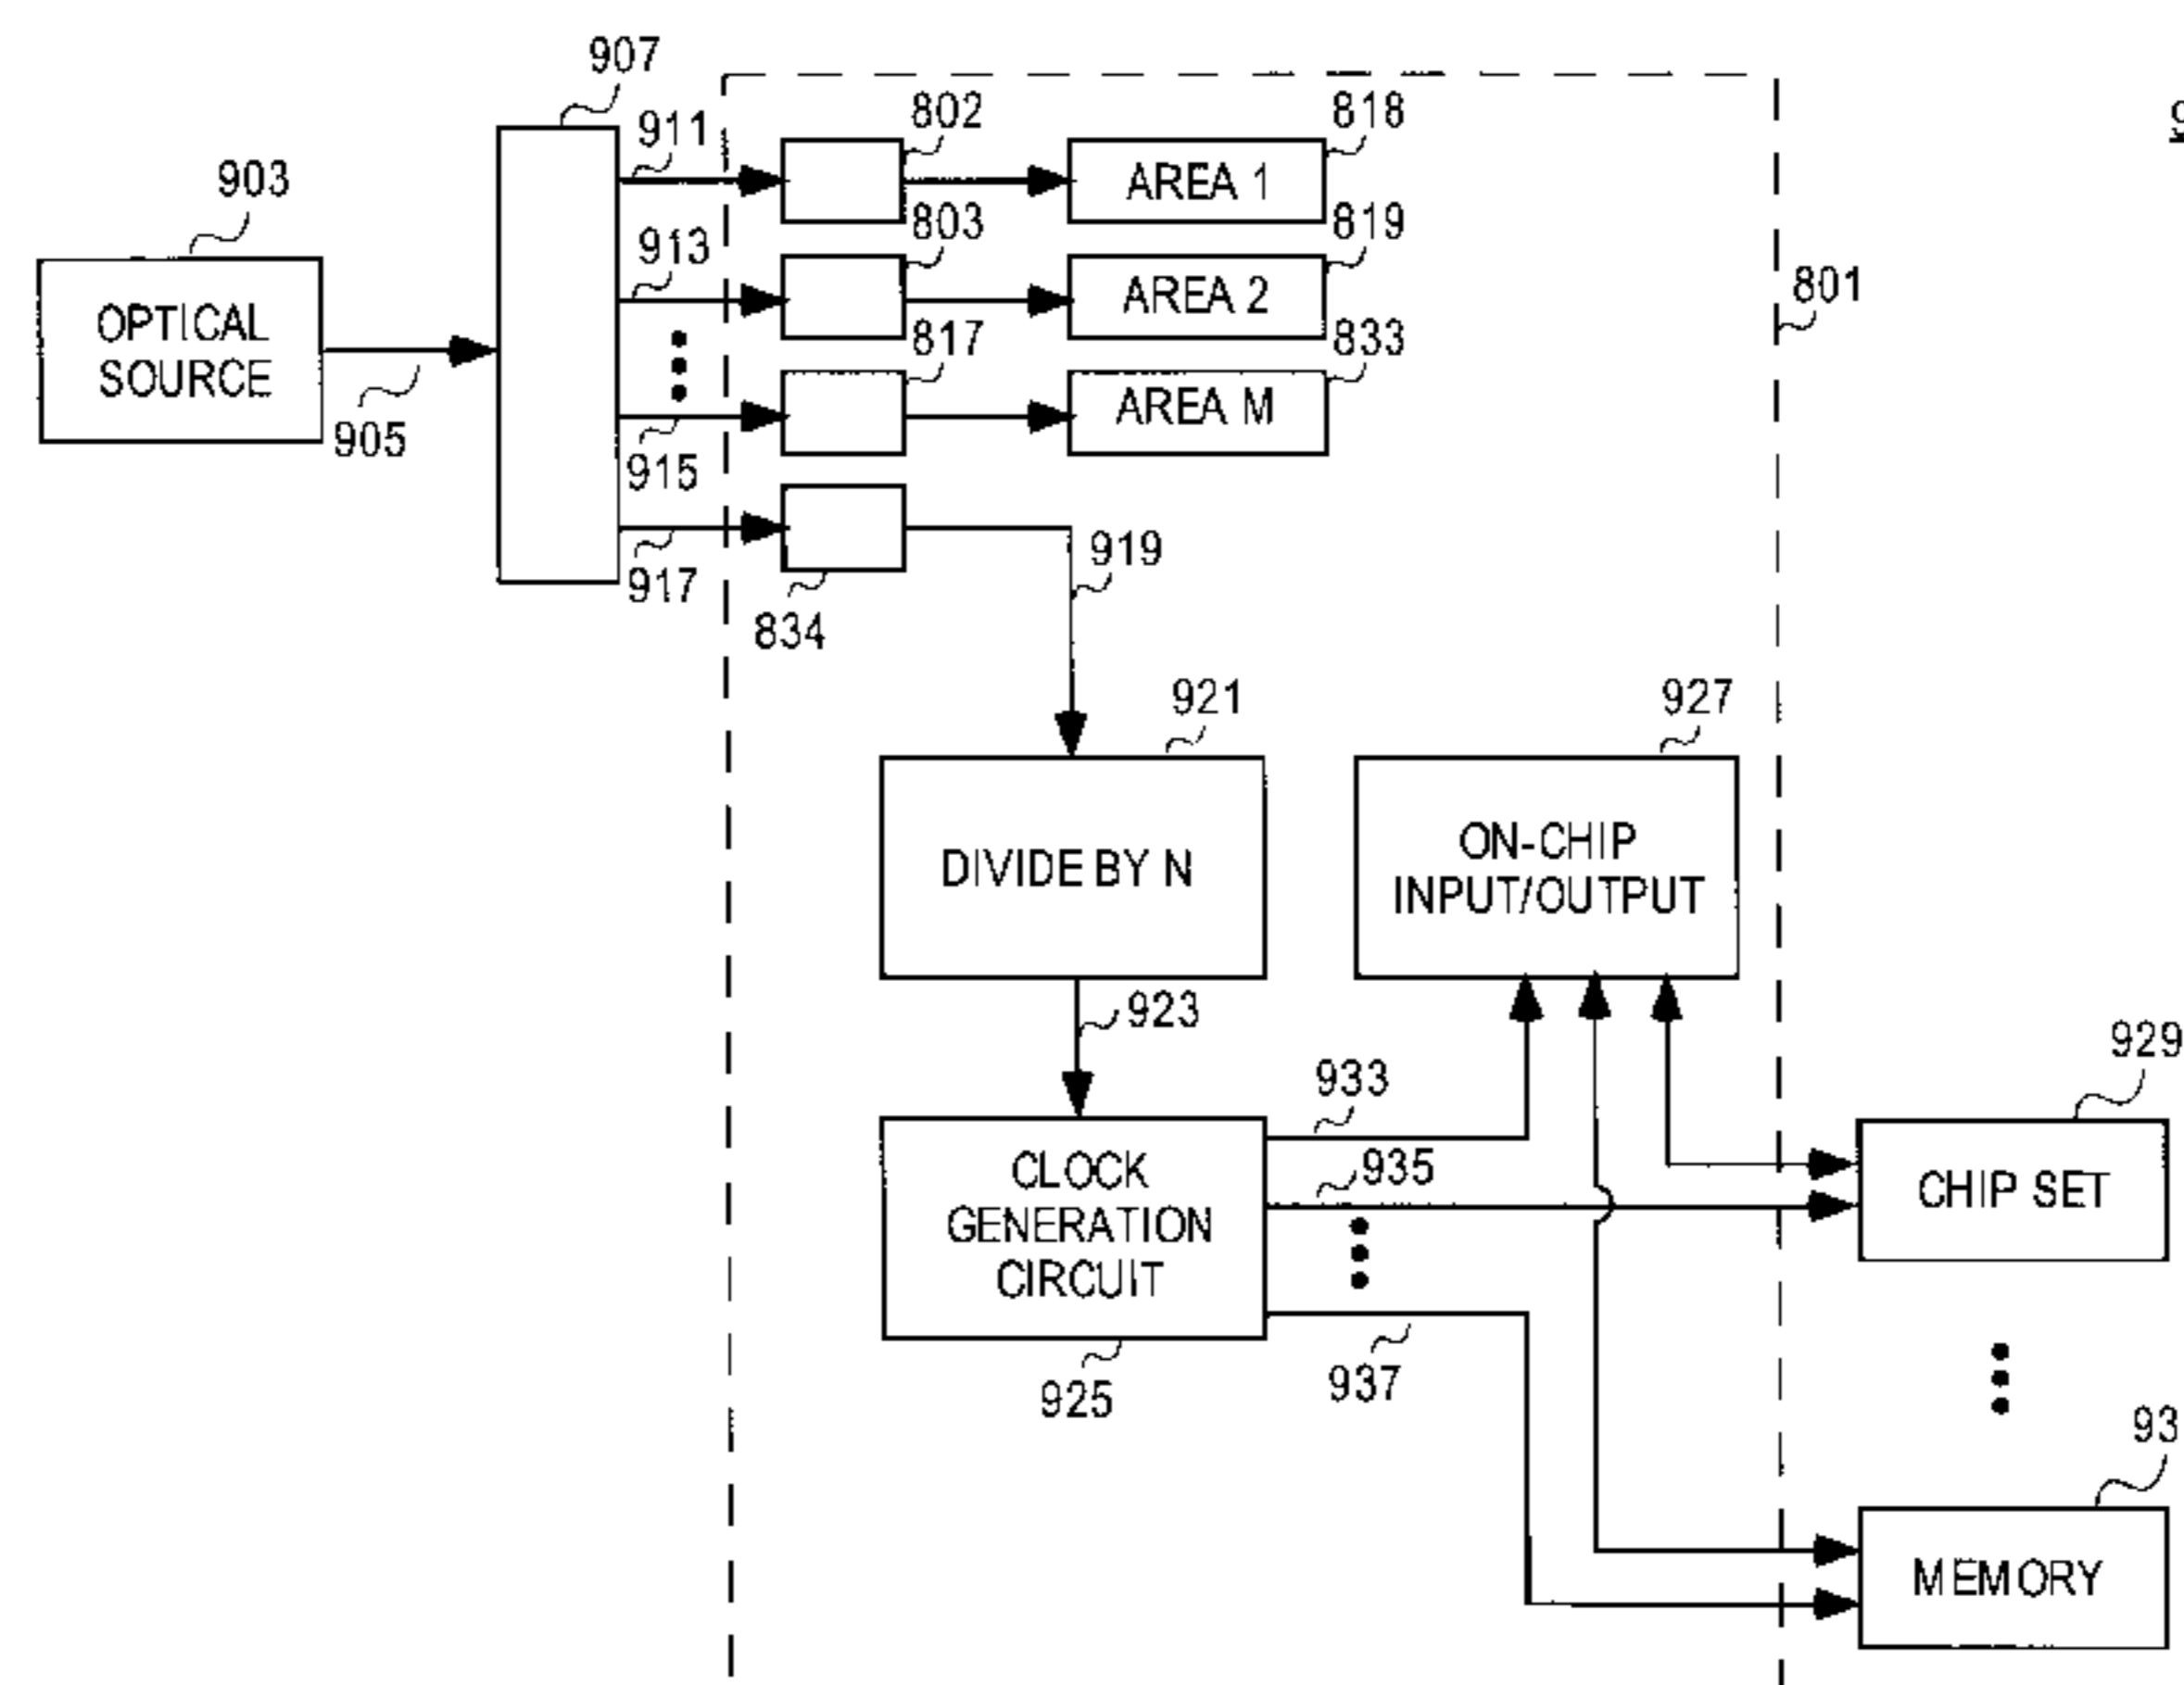 907
911
802
818
9
903
AREA 1
913
803
819
OPTICAL
SOURCE
AREA 2
801
905
817
833
AREA M
915
917
919
834
921
927
DIVIDE BY N
ON-CHIP
INPUT/OUTPUT
923
929
933
CLOCK
GENERATION
CIRCUIT
935
CHIP SET
925
937
93
MEMORY